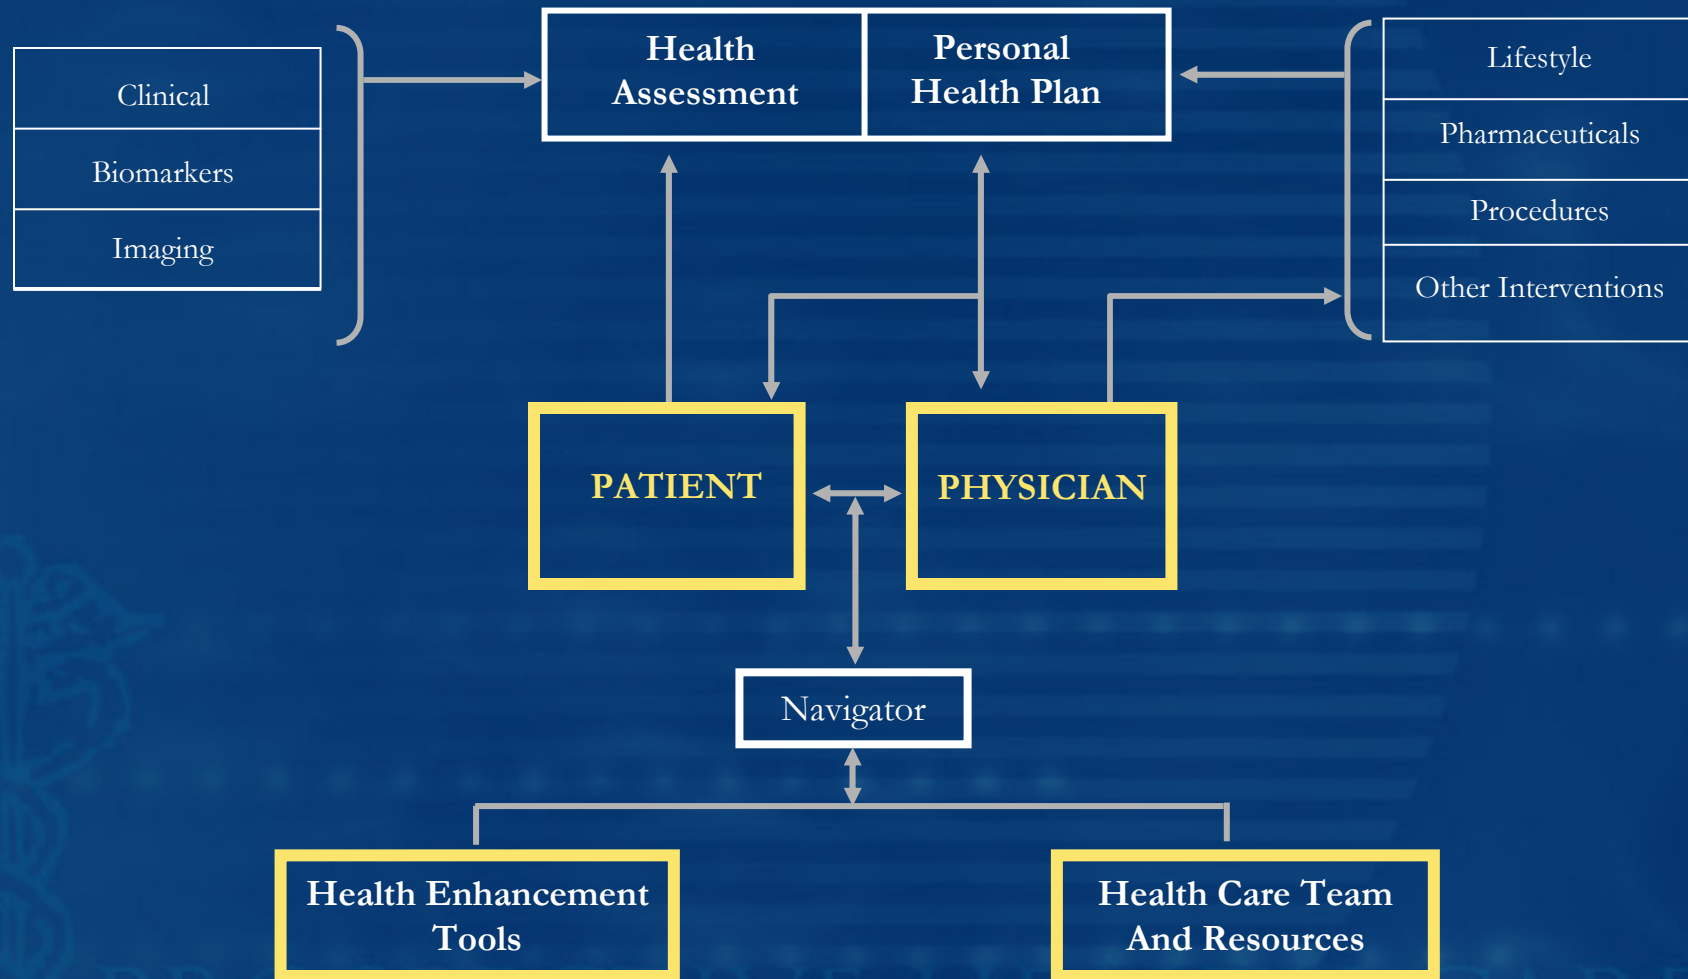 Health
Assessment
Personal
Health Plan
Clinical
Biomarkers
Imaging
Lifestyle
Pharmaceuticals
Procedures
Other Interventions
PATIENT
PHYSICIAN
Navigator
Health Enhancement
Tools
Health Care Team
And Resources